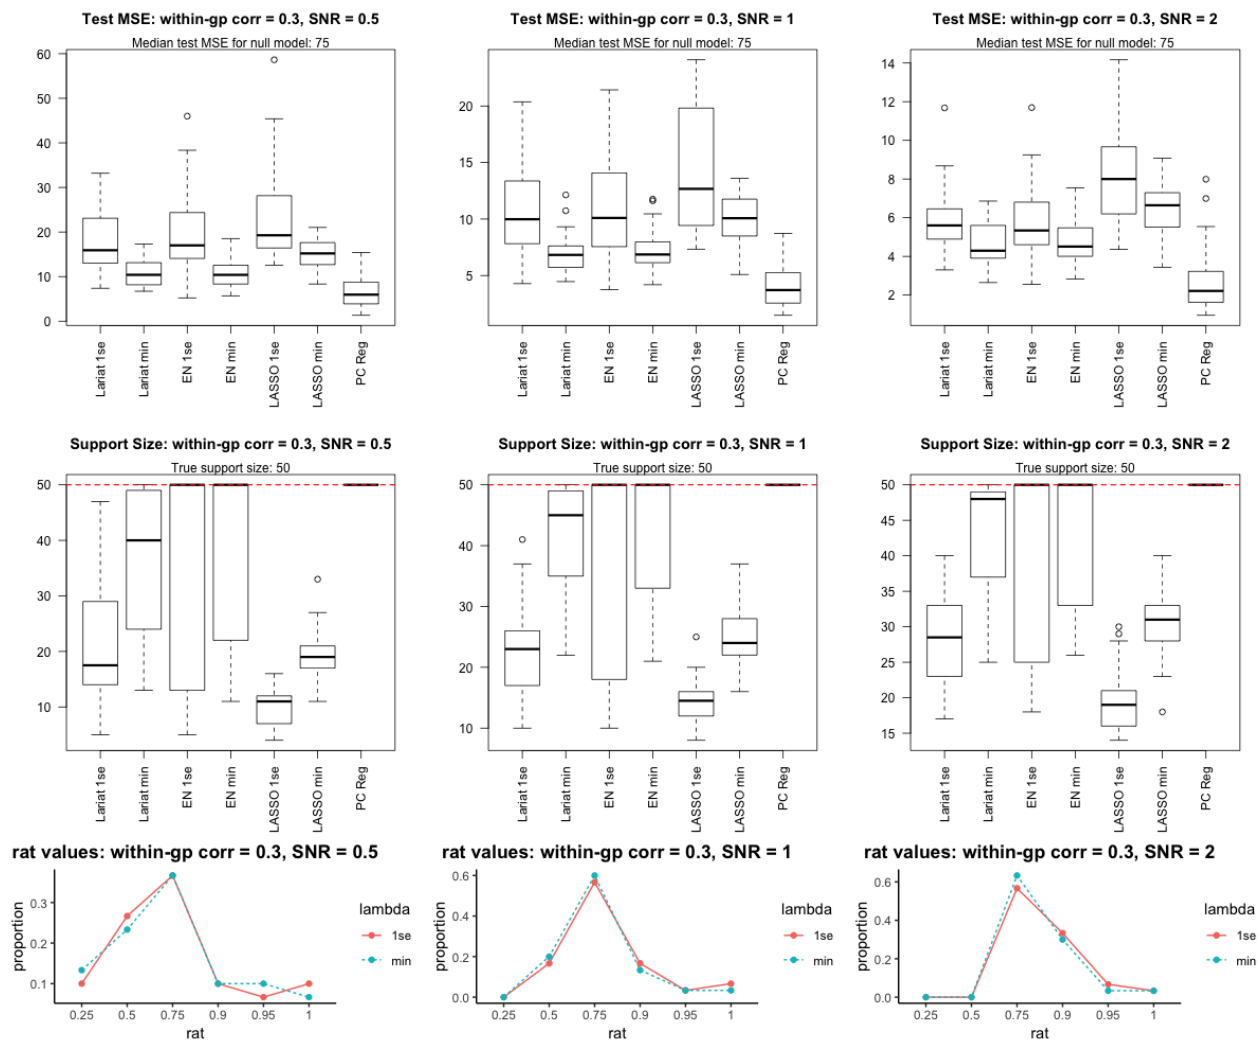 Test MSE: within-gp corr = 0.3, SNR = 0.5
Median test MSE for null model: 75
60
50
40
30
20
10
0
Lariat 1se
Lariat min
EN 1se
EN min
LASSO 1se
LASSO min
PC Reg
Test MSE: within-gp corr = 0.3, SNR = 1
Median test MSE for null model: 75
20
15
10
5
Lariat 1se
Lariat min
EN 1se
EN min
LASSO 1se
LASSO min
PC Reg
Test MSE: within-gp corr = 0.3, SNR = 2
Median test MSE for null model: 75
14
12
10
8
6
4
2
Lariat 1se
Lariat min
EN 1se
EN min
LASSO 1se
LASSO min
PC Reg
Support Size: within-gp corr = 0.3, SNR = 0.5
True support size: 50
50
40
30
20
10
Lariat 1se
Lariat min
EN 1se
EN min
LASSO 1se
LASSO min
PC Reg
Support Size: within-gp corr = 0.3, SNR = 1
True support size: 50
50
40
30
20
10
Lariat 1se
Lariat min
EN 1se
EN min
LASSO 1se
LASSO min
PC Reg
Support Size: within-gp corr = 0.3, SNR = 2
True support size: 50
50
45
40
35
30
25
20
15
Lariat 1se
Lariat min
EN 1se
EN min
LASSO 1se
LASSO min
PC Reg
rat values: within-gp corr = 0.3, SNR = 0.5
proportion
0.3
0.2
0.1
0.25 0.5 0.75 0.9 0.95 1
rat
lambda
1se
min
rat values: within-gp corr = 0.3, SNR = 1
proportion
0.6
0.4
0.2
0.0
0.25 0.5 0.75 0.9 0.95 1
rat
lambda
1se
min
rat values: within-gp corr = 0.3, SNR = 2
proportion
0.6
0.4
0.2
0.0
0.25 0.5 0.75 0.9 0.95 1
rat
lambda
1se
min